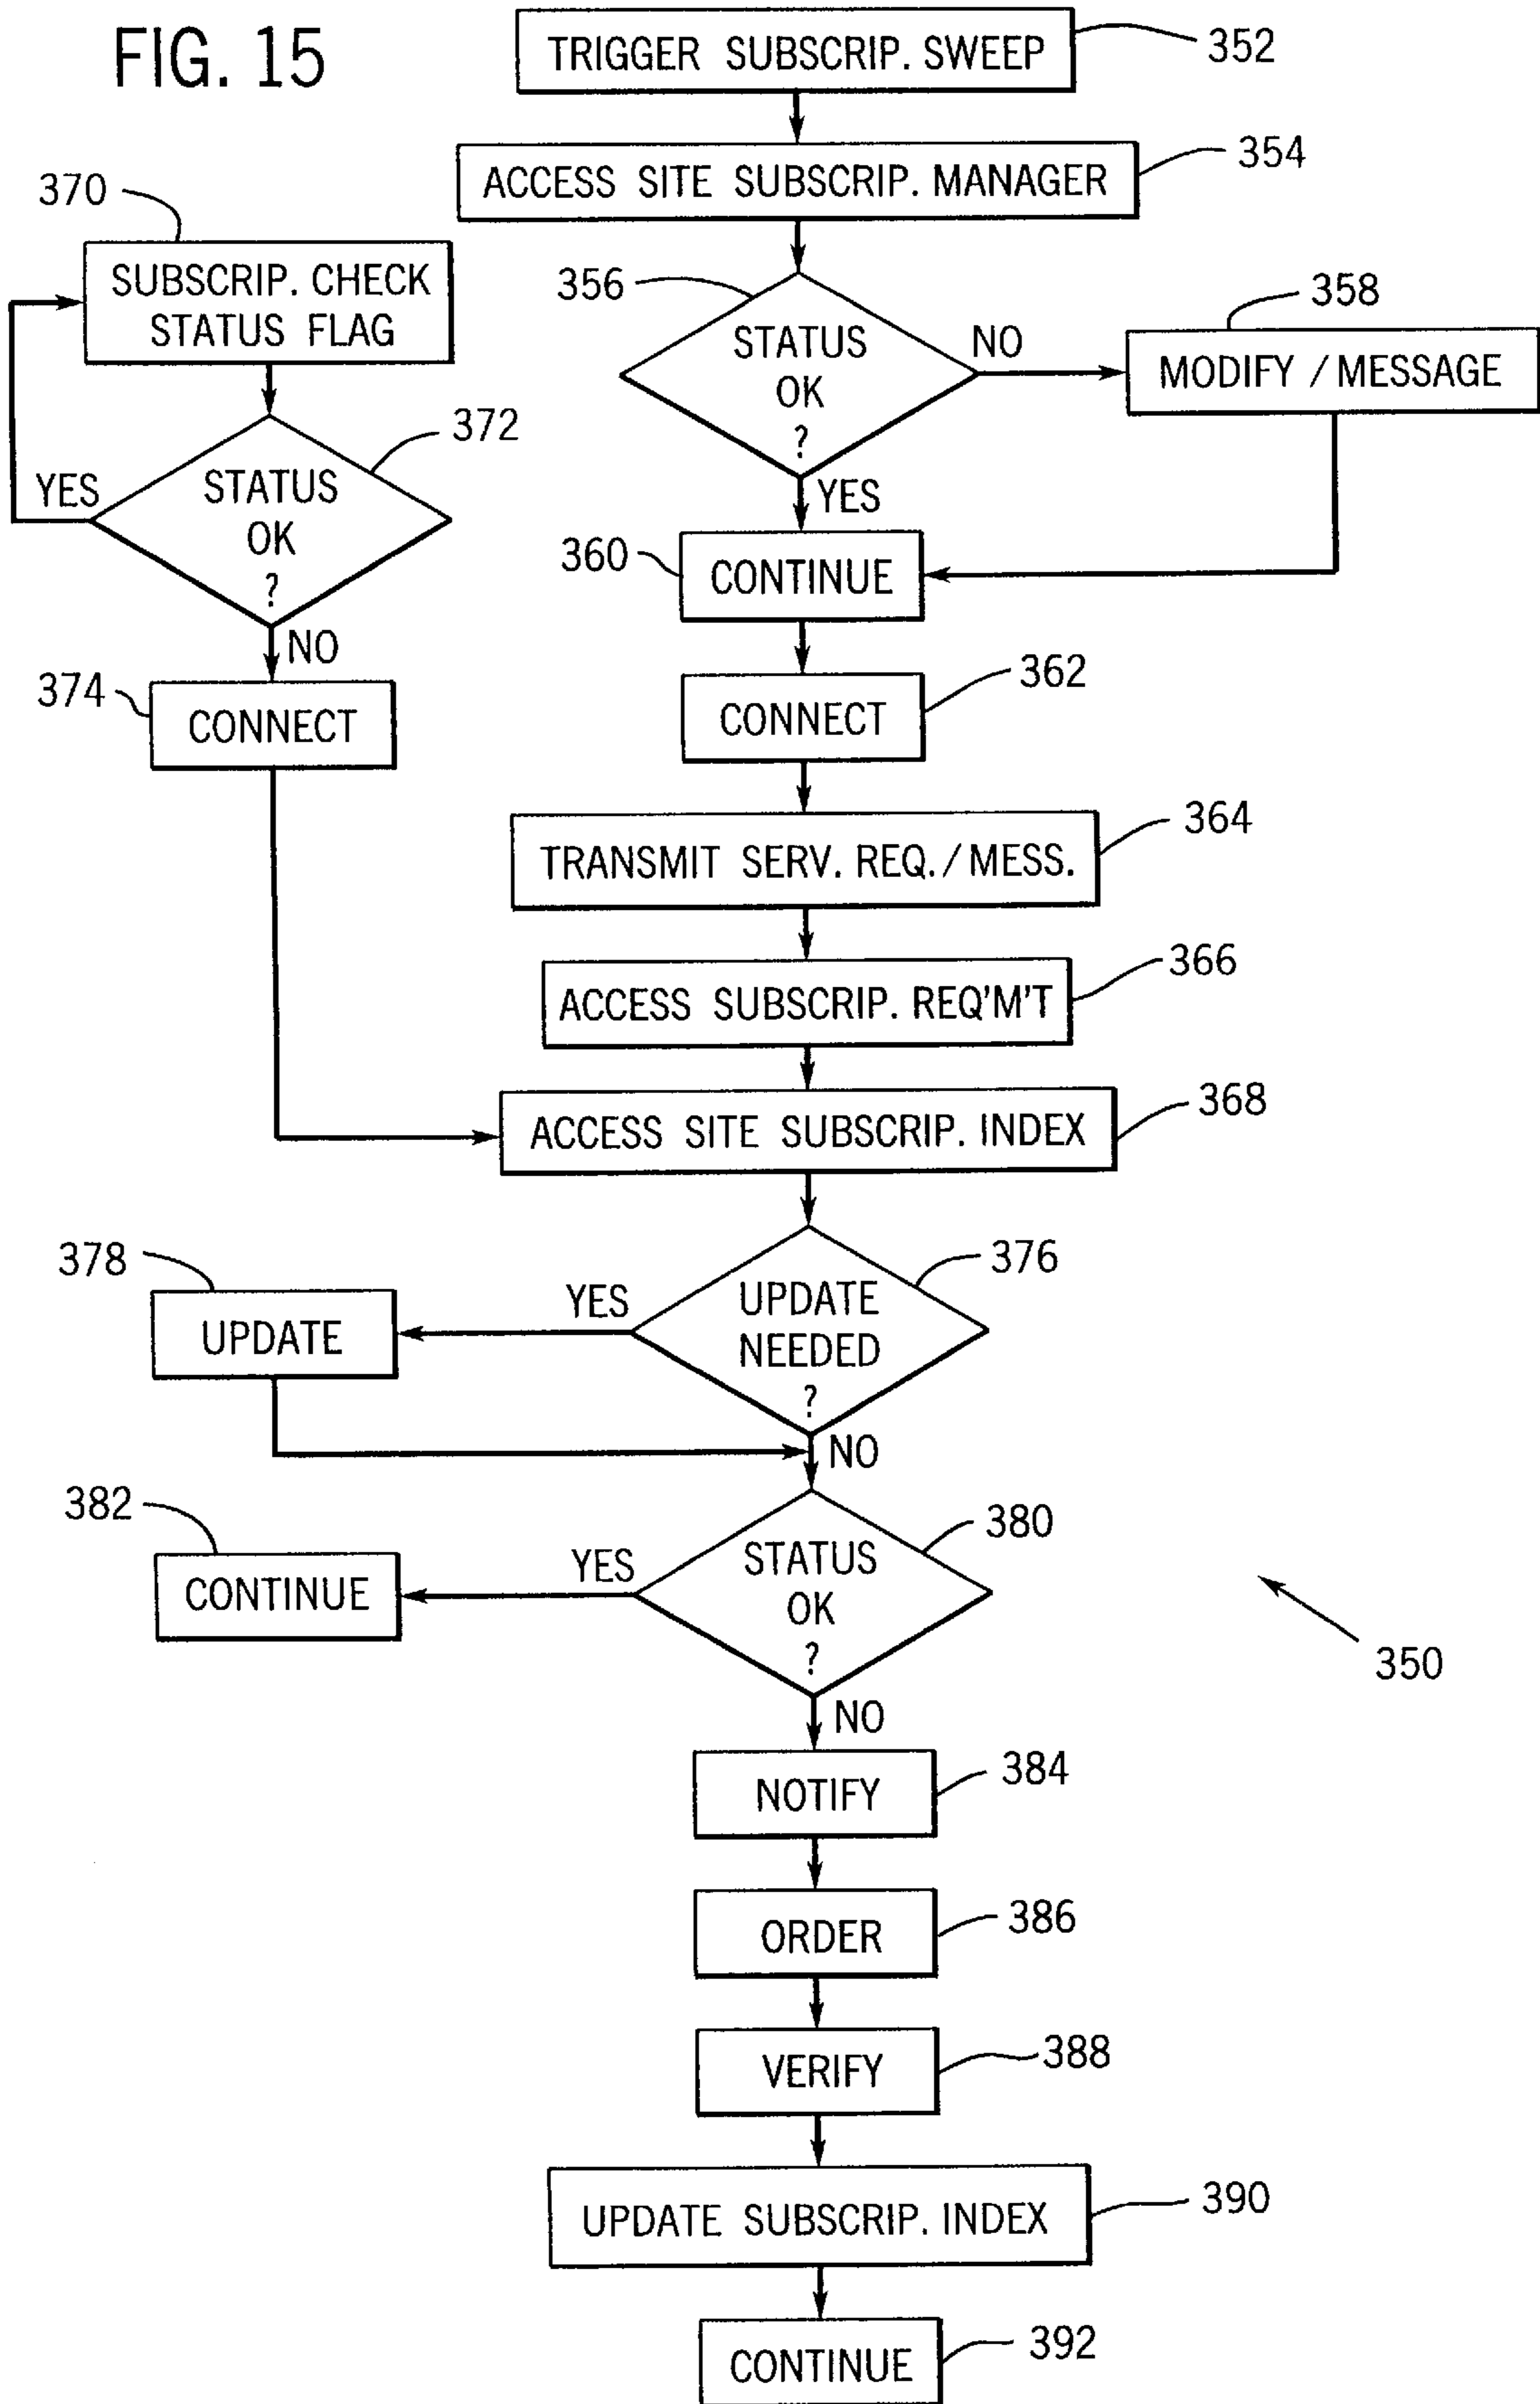 FIG. 15
TRIGGER SUBSCRIP. SWEEP
352
ACCESS SITE SUBSCRIP. MANAGER
354
370
SUBSCRIP. CHECK
STATUS FLAG
356
STATUS
OK
?
NO
358
MODIFY / MESSAGE
YES
372
STATUS
OK
?
YES
NO
360
CONTINUE
374
CONNECT
362
CONNECT
364
TRANSMIT SERV. REQ. / MESS.
366
ACCESS SUBSCRIP. REQ'M'T
368
ACCESS SITE SUBSCRIP. INDEX
376
UPDATE
NEEDED
?
YES
378
UPDATE
NO
380
STATUS
OK
?
YES
382
CONTINUE
350
NO
384
NOTIFY
386
ORDER
388
VERIFY
390
UPDATE SUBSCRIP. INDEX
392
CONTINUE